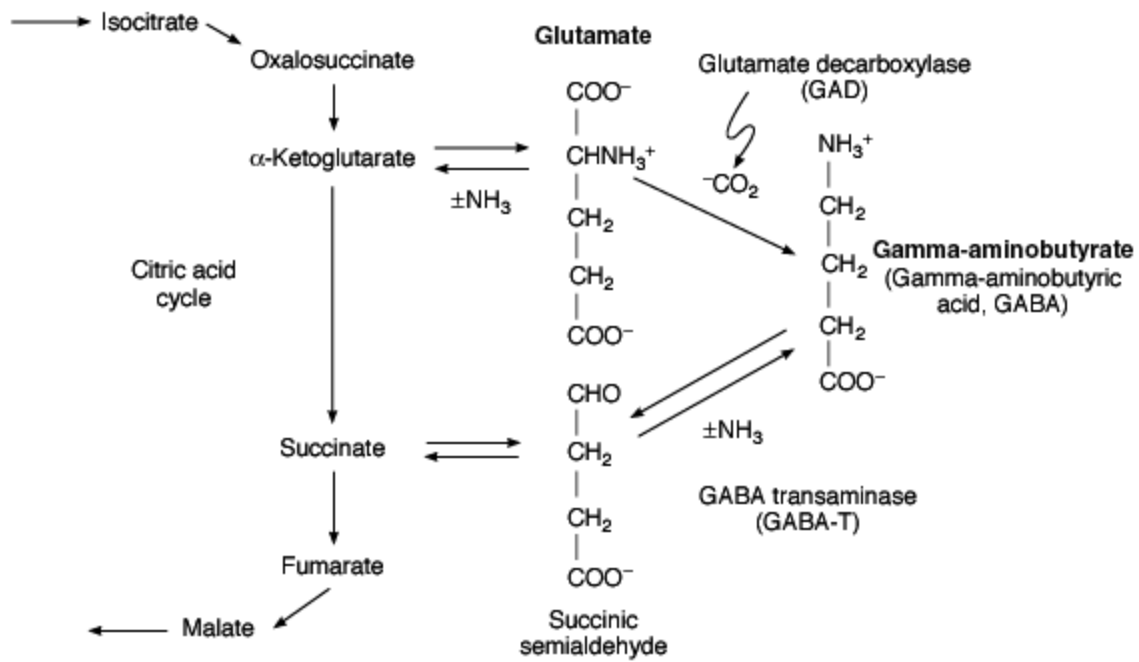 Isocitrate
Oxalosuccinate
α-Ketoglutarate
Citric acid
cycle
Succinate
Fumarate
Malate
±NH₃
Glutamate
COO⁻
CHNH₃⁺
CH₂
CH₂
COO⁻
Glutamate decarboxylase
(GAD)
⁻CO₂
NH₃⁺
CH₂
CH₂
CH₂
COO⁻
Gamma-aminobutyrate
(Gamma-aminobutyric
acid, GABA)
CHO
CH₂
CH₂
COO⁻
Succinic
semialdehyde
±NH₃
GABA transaminase
(GABA-T)